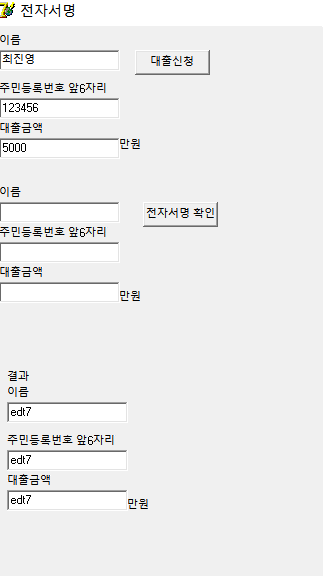 전자서명
이름
최진영
대출신청
주민등록번호 앞6자리
123456
대출금액
5000
만원
이름
전자서명 확인
주민등록번호 앞6자리
대출금액
만원
결과
이름
edt7
주민등록번호 앞6자리
edt7
대출금액
edt7
만원